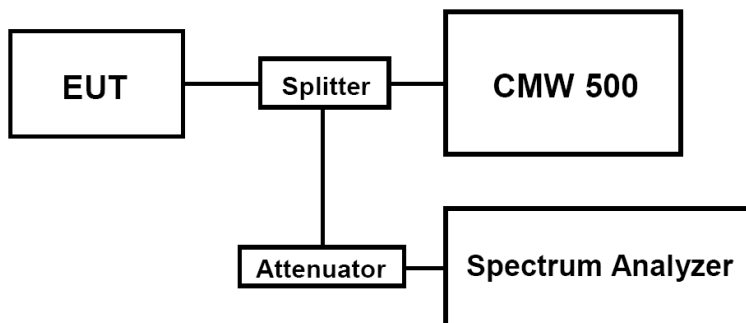 EUT
Splitter
CMW 500
Attenuator
Spectrum Analyzer